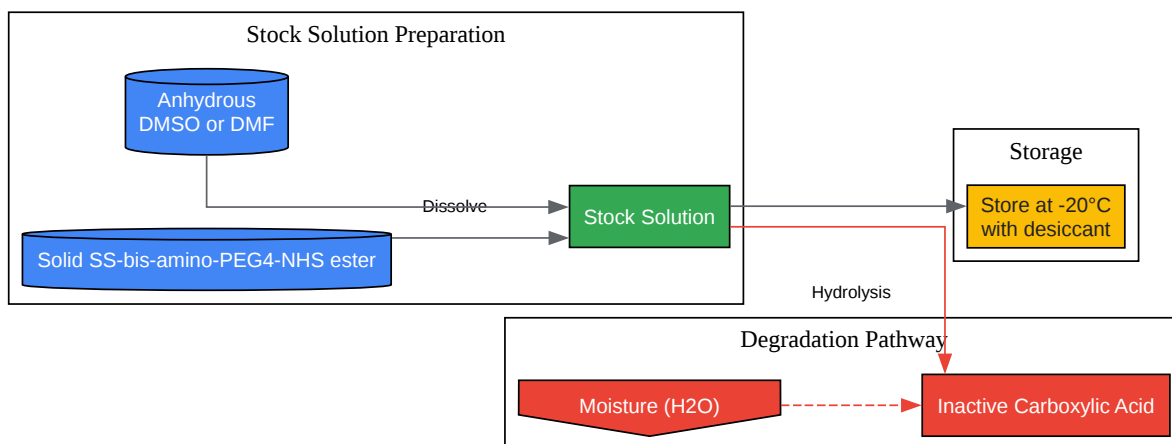 Stock Solution Preparation
Anhydrous
DMSO or DMF
Dissolve
Solid SS-bis-amino-PEG4-NHS ester
Stock Solution
Storage
Store at -20°C
with desiccant
Hydrolysis
Degradation Pathway
Moisture (H2O)
Inactive Carboxylic Acid